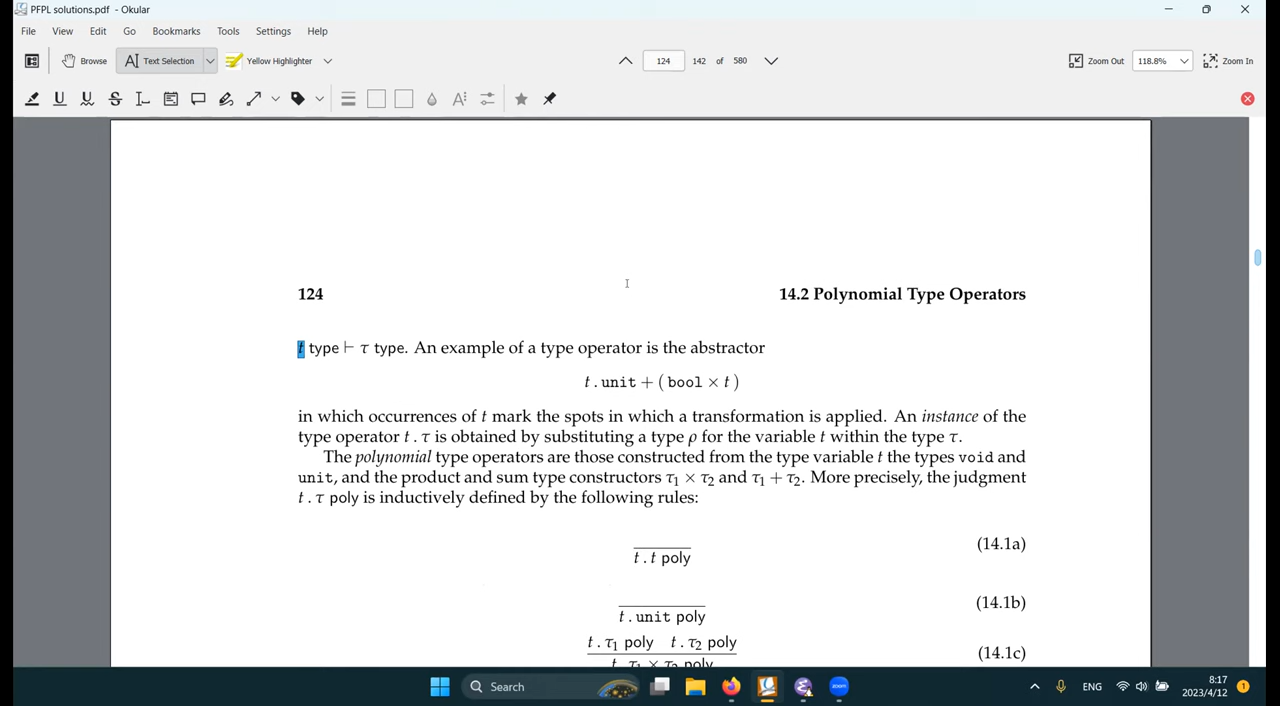 PFPL solutions.pdf - Okular
File View Edit Go Bookmarks Tools Settings Help
Browse Text Selection Yellow Highlighter 124 142 of 580 Zoom Out 118.8% Zoom In
124 14.2 Polynomial Type Operators
t type ⊢ τ type. An example of a type operator is the abstractor
t . unit + ( bool × t )
in which occurrences of t mark the spots in which a transformation is applied. An instance of the
type operator t . τ is obtained by substituting a type ρ for the variable t within the type τ.
The polynomial type operators are those constructed from the type variable t the types void and
unit, and the product and sum type constructors τ₁ × τ₂ and τ₁ + τ₂. More precisely, the judgment
t . τ poly is inductively defined by the following rules:
t . t poly (14.1a)
t . unit poly (14.1b)
t . τ₁ poly t . τ₂ poly
t . τ₁ × τ₂ poly (14.1c)
Search zoom ENG 8:17
2023/4/12 1